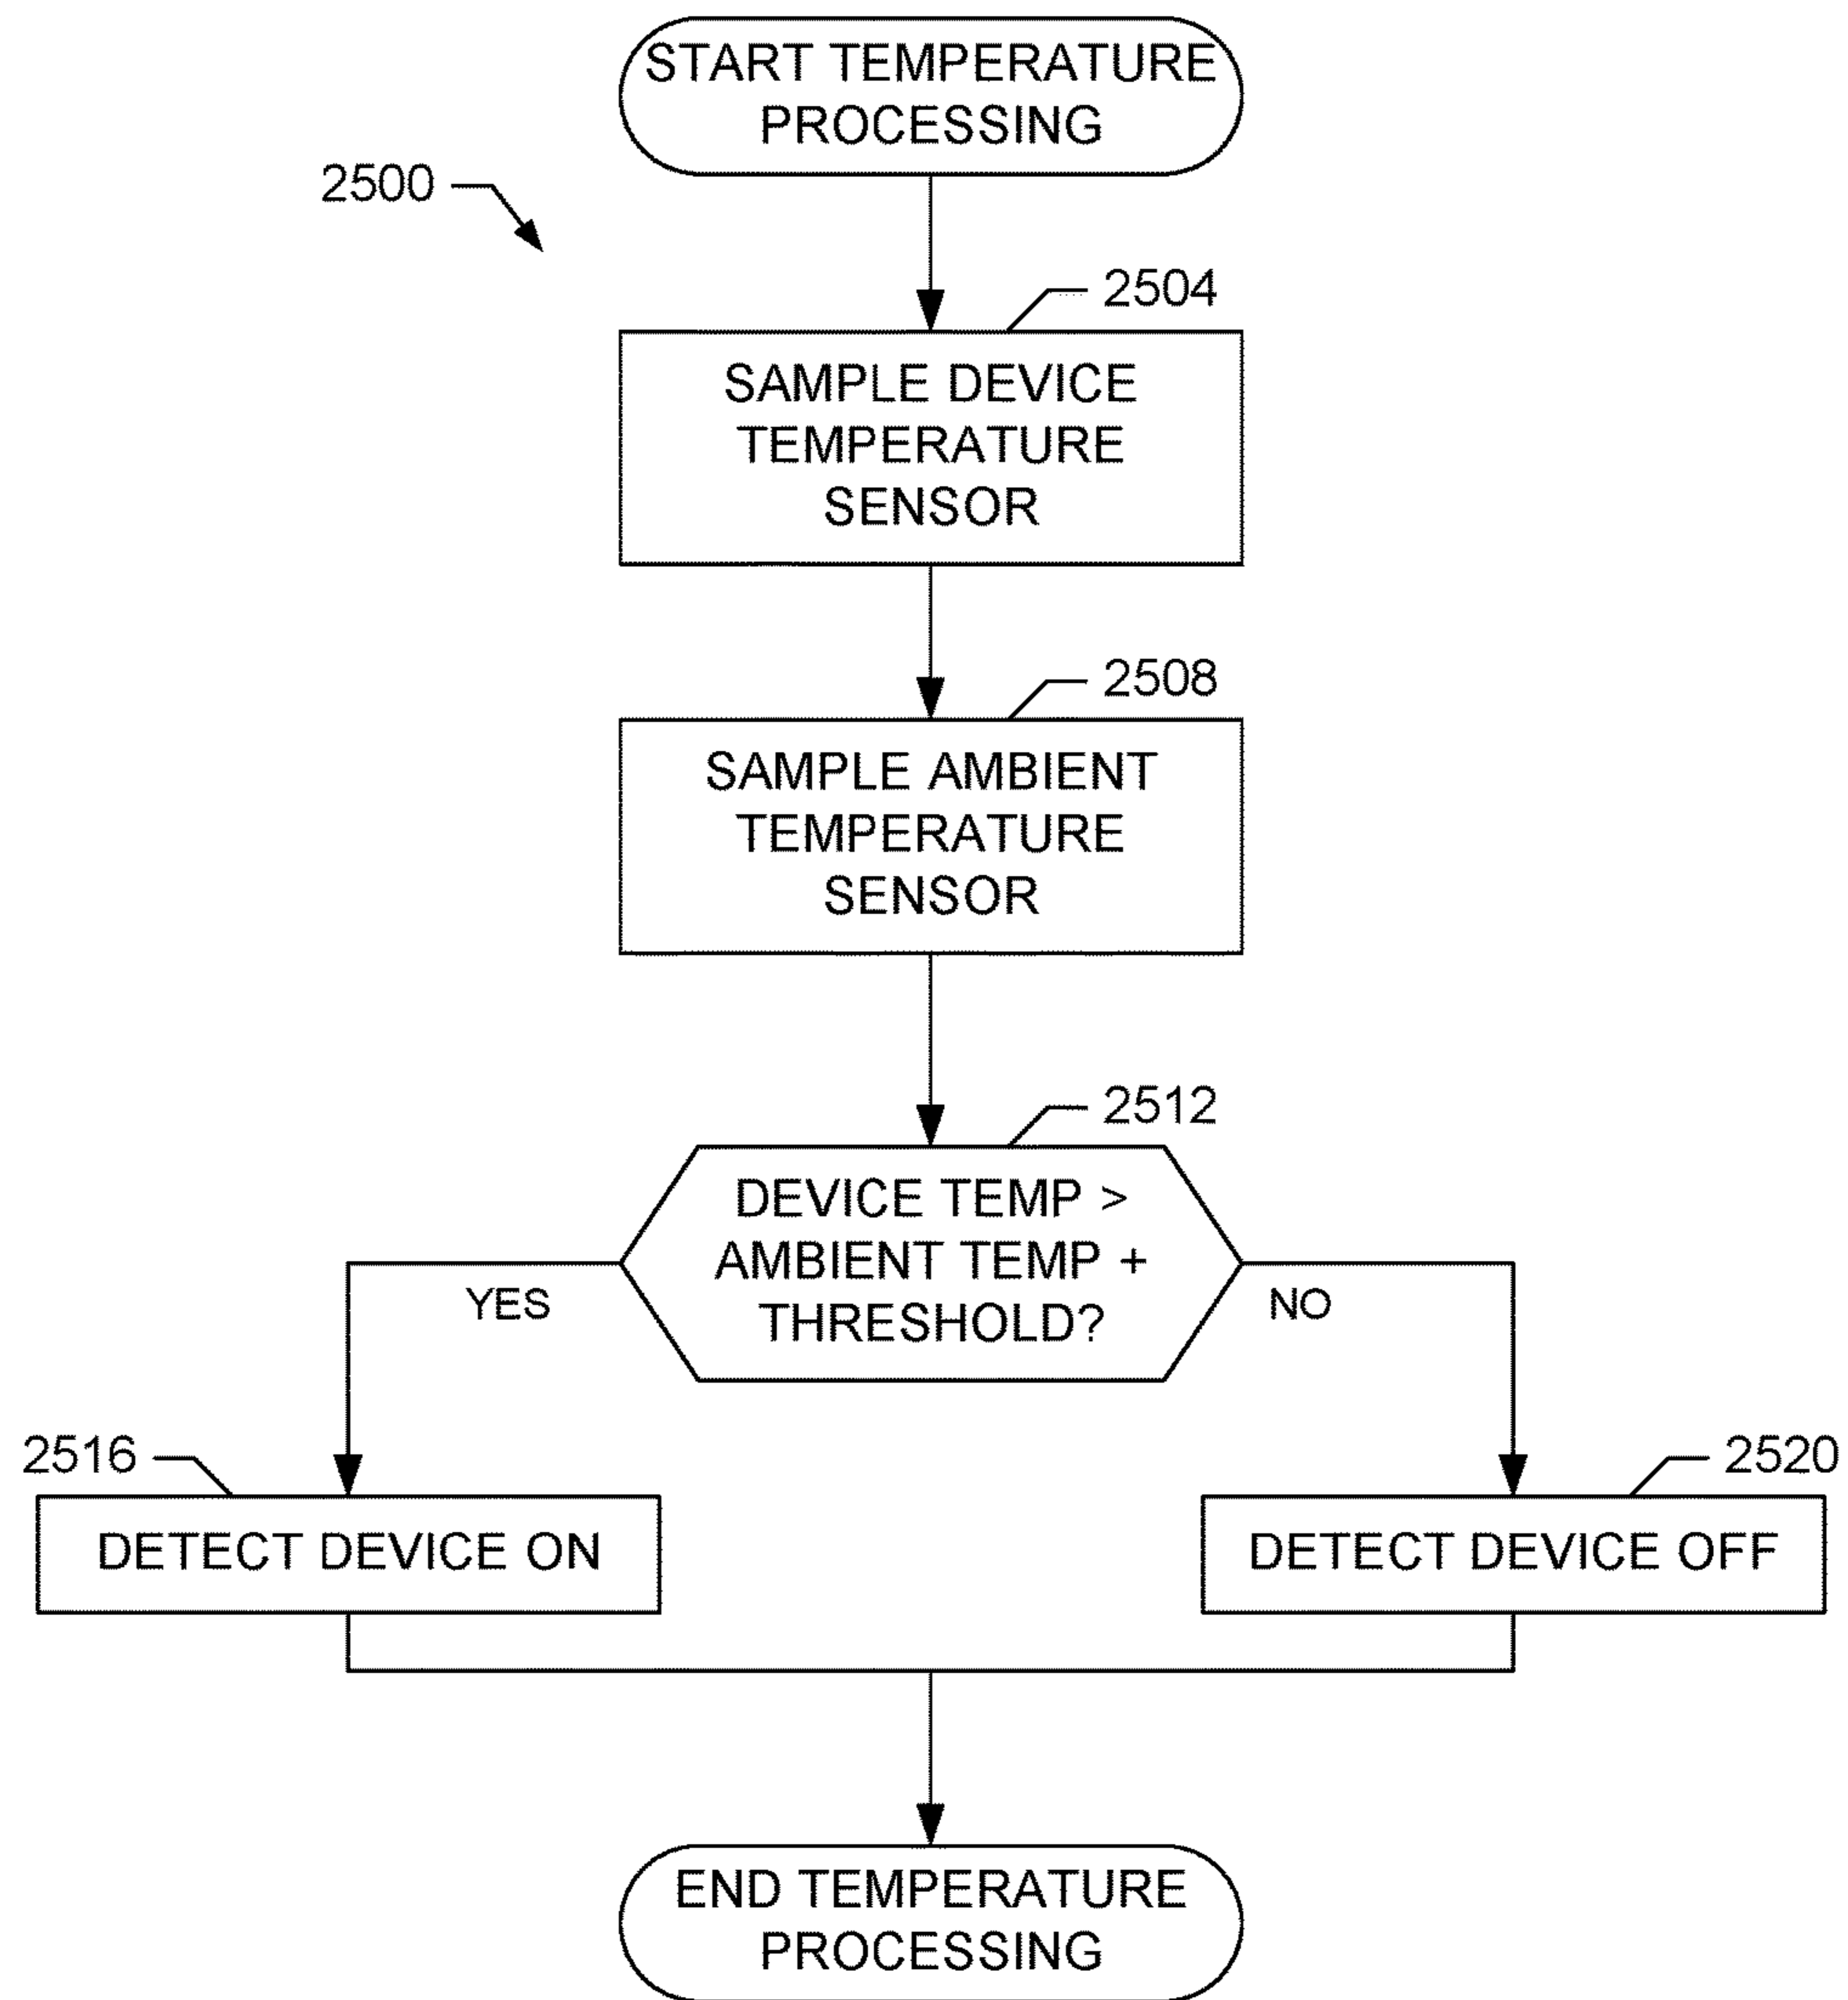 START TEMPERATURE
PROCESSING
2500
2504
SAMPLE DEVICE
TEMPERATURE
SENSOR
2508
SAMPLE AMBIENT
TEMPERATURE
SENSOR
2512
DEVICE TEMP >
AMBIENT TEMP +
THRESHOLD?
YES
NO
2516
2520
DETECT DEVICE ON
DETECT DEVICE OFF
END TEMPERATURE
PROCESSING